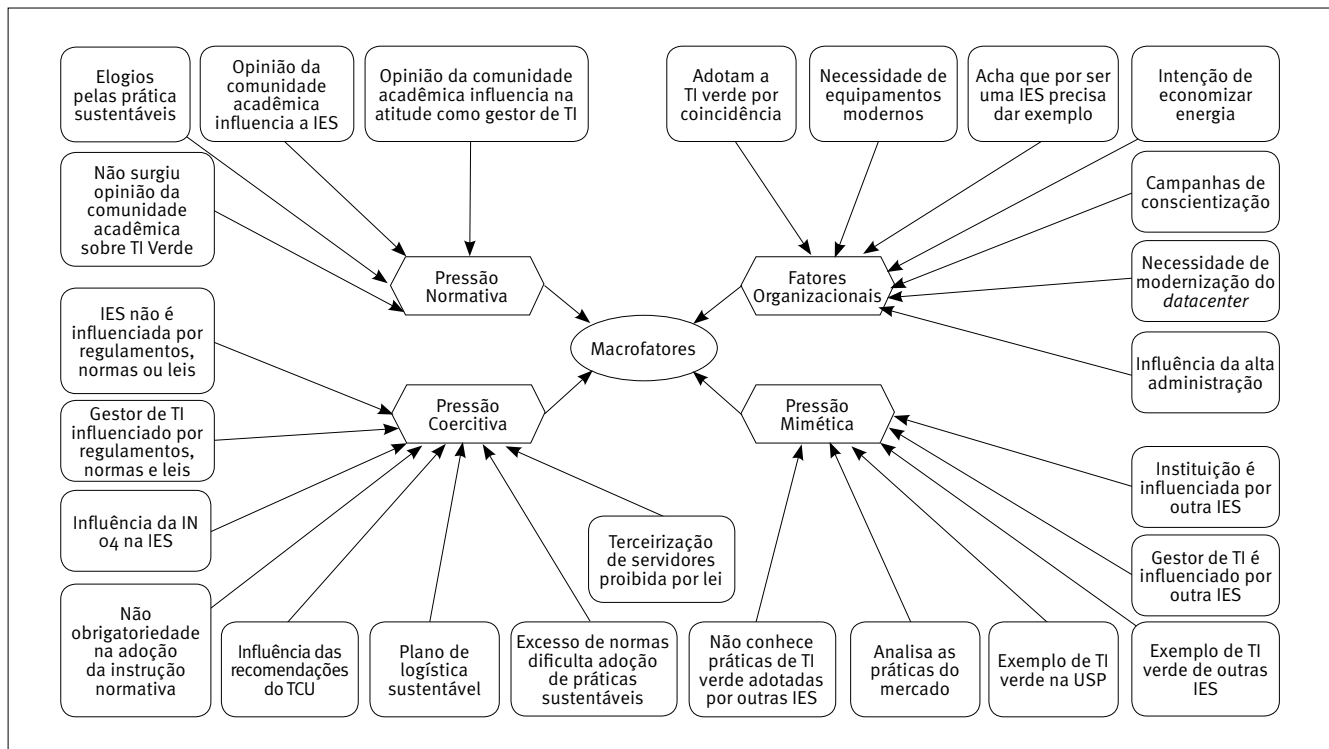 Elogios
pelas prática
sustentáveis
Opinião da
comunidade
acadêmica
influencia a IES
Opinião da comunidade
acadêmica influencia na
atitude como gestor de TI
Adotam a
TI verde por
coincidência
Necessidade de
equipamentos
modernos
Acha que por ser
uma IES precisa
dar exemplo
Intenção de
economizar
energia
Não surgiu
opinião da
comunidade
acadêmica
sobre TI Verde
Campanhas de
conscientização
Pressão
Normativa
Fatores
Organizacionais
Necessidade de
modernização do
datacenter
IES não é
influenciada por
regulamentos,
normas ou leis
Macrofatores
Influência da alta
administração
Gestor de TI
influenciado por
regulamentos,
normas e leis
Pressão
Coercitiva
Pressão
Mimética
Instituição é
influenciada por
outra IES
Influência da IN
04 na IES
Terceirização
de servidores
proibida por lei
Gestor de TI é
influenciado por
outra IES
Não
obrigatoriedade
na adoção
da instrução
normativa
Influência das
recomendações
do TCU
Plano de
logística
sustentável
Excesso de normas
dificulta adoção
de práticas
sustentáveis
Não conhece
práticas de TI
verde adotadas
por outras IES
Analisa as
práticas do
mercado
Exemplo de TI
verde na USP
Exemplo de TI
verde de outras
IES